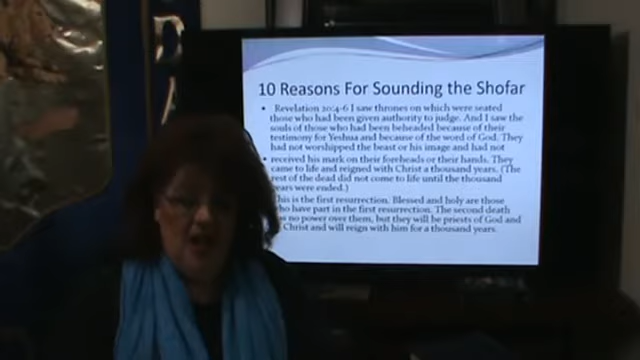 10 Reasons For Sounding the Shofar
• Revelation 20:4-6 I saw thrones on which were seated
those who had been given authority to judge. And I saw the
souls of those who had been beheaded because of their
testimony for Yeshua and because of the word of God. They
had not worshipped the beast or his image and had not
• received his mark on their foreheads or their hands. They
came to life and reigned with Christ a thousand years. (The
rest of the dead did not come to life until the thousand
years were ended.)
This is the first resurrection. Blessed and holy are those
who have part in the first resurrection. The second death
has no power over them, but they will be priests of God and
Christ and will reign with him for a thousand years.